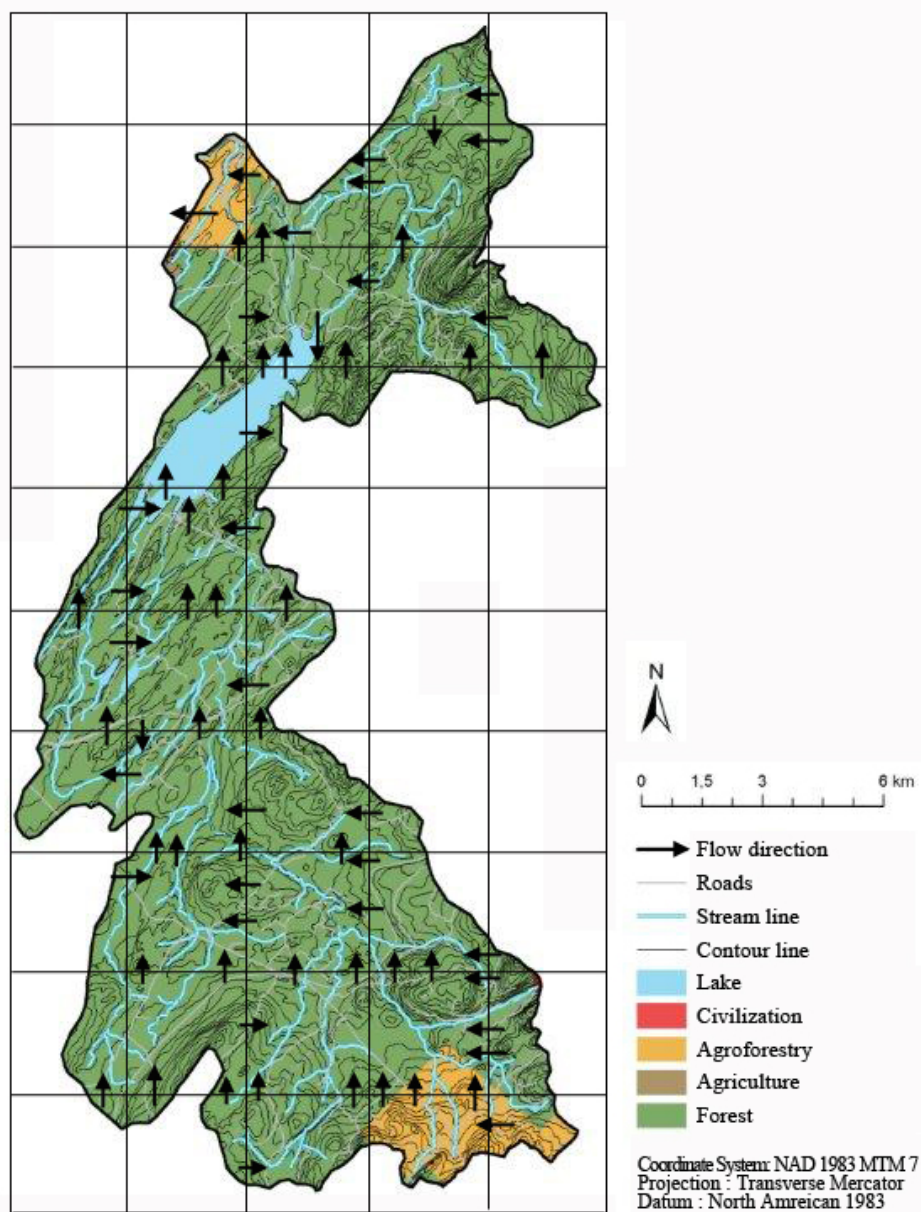 N
0 1,5 3 6 km
Flow direction
Roads
Stream line
Contour line
Lake
Civilization
Agroforestry
Agriculture
Forest
Coordinate System: NAD 1983 MTM 7
Projection : Transverse Mercator
Datum : North Amreican 1983